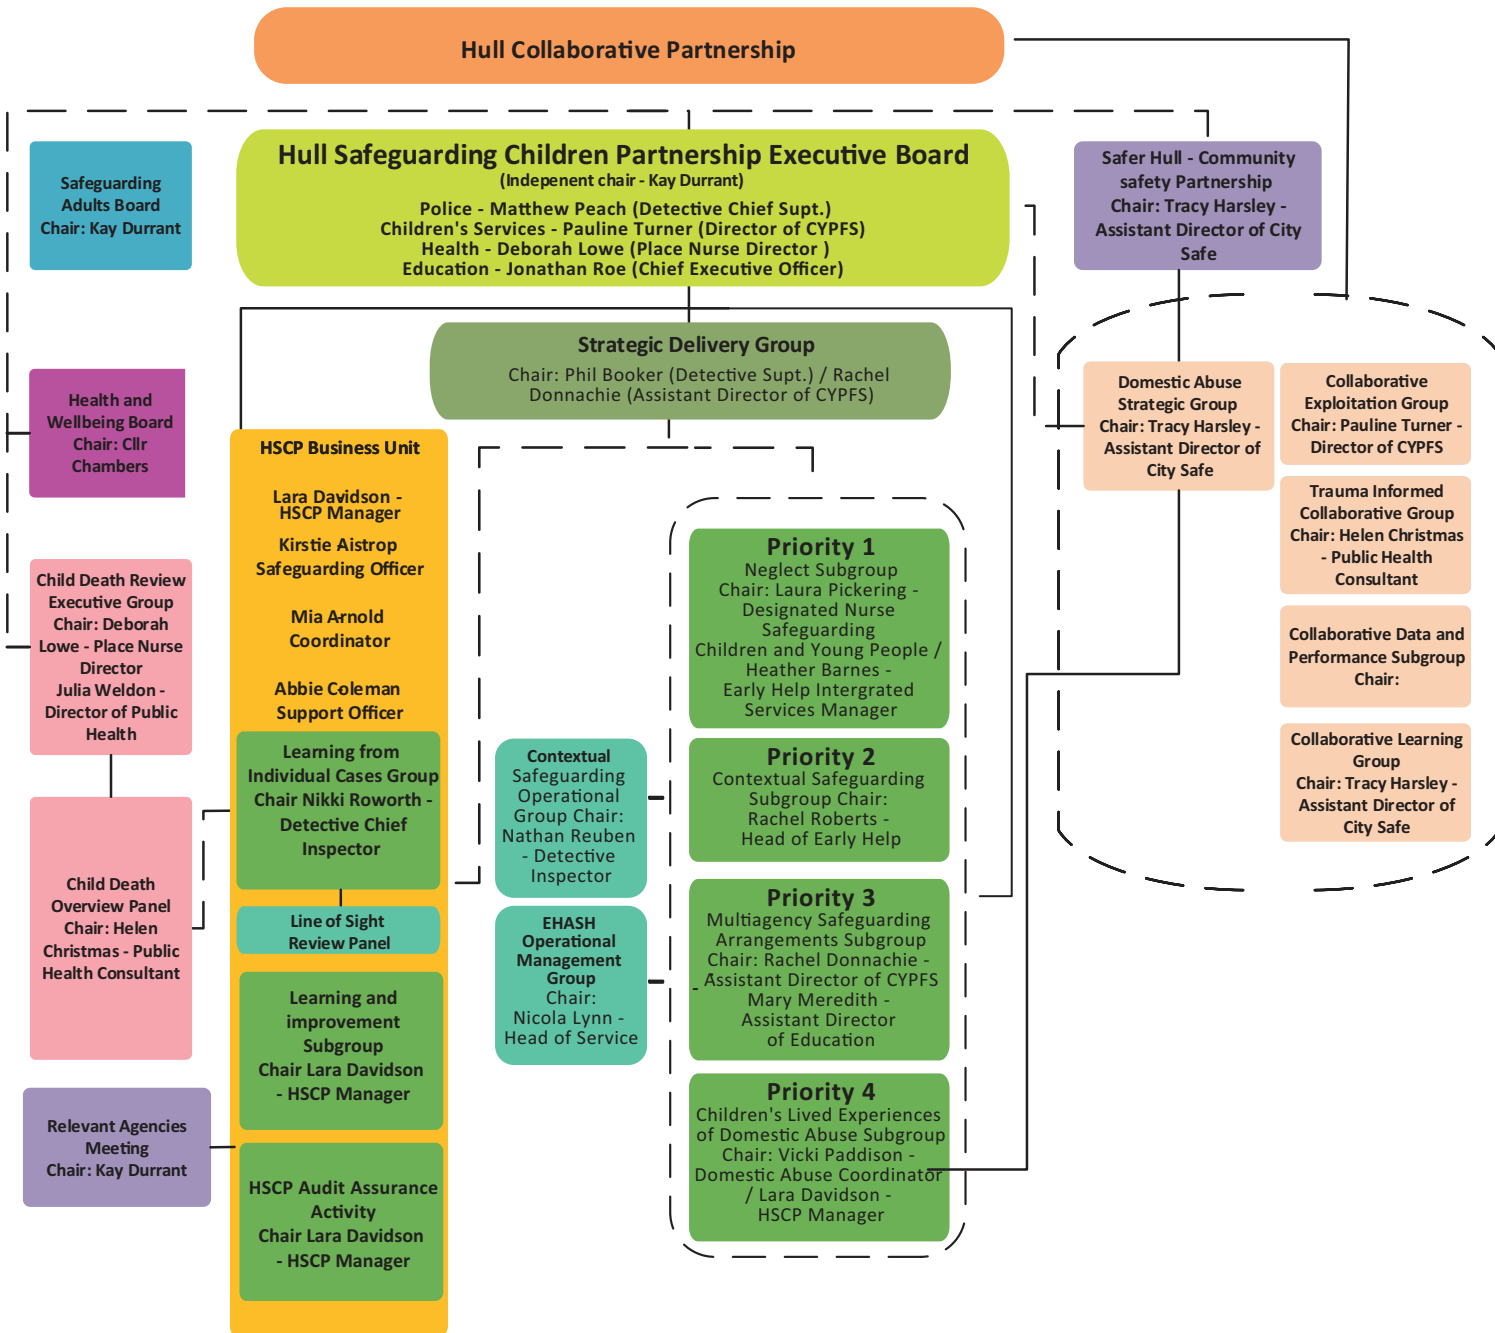 Hull Collaborative Partnership
Hull Safeguarding Children Partnership Executive Board
(Indepenent chair - Kay Durrant)
Police - Matthew Peach (Detective Chief Supt.)
Children's Services - Pauline Turner (Director of CYPFS)
Health - Deborah Lowe (Place Nurse Director )
Education - Jonathan Roe (Chief Executive Officer)
Safeguarding
Adults Board
Chair: Kay Durrant
Safer Hull - Community
safety Partnership
Chair: Tracy Harsley -
Assistant Director of City
Safe
Strategic Delivery Group
Chair: Phil Booker (Detective Supt.) / Rachel
Donnachie (Assistant Director of CYPFS)
Health and
Wellbeing Board
Chair: Cllr
Chambers
Child Death Review
Executive Group
Chair: Deborah
Lowe - Place Nurse
Director
Julia Weldon -
Director of Public
Health
Child Death
Overview Panel
Chair: Helen
Christmas - Public
Health Consultant
Relevant Agencies
Meeting
Chair: Kay Durrant
HSCP Business Unit
Lara Davidson -
HSCP Manager
Kirstie Aistrop -
Safeguarding Officer
Mia Arnold -
Coordinator
Abbie Coleman -
Support Officer
Learning from
Individual Cases Group
Chair Nikki Roworth -
Detective Chief
Inspector
Line of Sight
Review Panel
Learning and
improvement
Subgroup
Chair Lara Davidson
- HSCP Manager
HSCP Audit Assurance
Activity
Chair Lara Davidson
- HSCP Manager
Contextual
Safeguarding
Operational
Group Chair:
Nathan Reuben
- Detective
Inspector
EHASH
Operational
Management
Group
Chair:
Nicola Lynn -
Head of Service
Priority 1
Neglect Subgroup
Chair: Laura Pickering -
Designated Nurse
Safeguarding
Children and Young People /
Heather Barnes -
Early Help Intergrated
Services Manager
Priority 2
Contextual Safeguarding
Subgroup Chair:
Rachel Roberts -
Head of Early Help
Priority 3
Multiagency Safeguarding
Arrangements Subgroup
Chair: Rachel Donnachie -
Assistant Director of CYPFS
Mary Meredith -
Assistant Director
of Education
Priority 4
Children's Lived Experiences
of Domestic Abuse Subgroup
Chair: Vicki Paddison -
Domestic Abuse Coordinator
/ Lara Davidson -
HSCP Manager
Domestic Abuse
Strategic Group
Chair: Tracy Harsley -
Assistant Director of
City Safe
Collaborative
Exploitation Group
Chair: Pauline Turner -
Director of CYPFS
Trauma Informed
Collaborative Group
Chair: Helen Christmas
- Public Health
Consultant
Collaborative Data and
Performance Subgroup
Chair:
Collaborative Learning
Group
Chair: Tracy Harsley -
Assistant Director of
City Safe